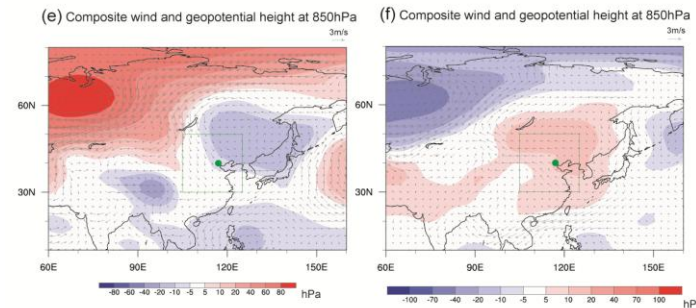 (e) Composite wind and geopotential height at 850hPa
3m/s
60N
30N
60E 90E 120E 150E
-80 -60 -40 -20 -10 -5 5 10 20 40 60 80 hPa
(f) Composite wind and geopotential height at 850hPa
3m/s
60N
30N
60E 90E 120E 150E
-100 -70 -40 -20 -10 -5 5 10 20 40 70 100 hP